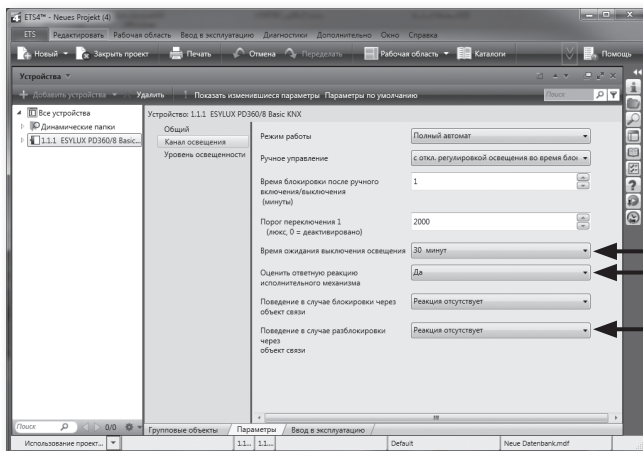 ETS4™ - Neues Projekt (4)
ETS Редактировать Рабочая область Ввод в эксплуатацию Диагностики Дополнительно Окно Справка
Новый Закрыть проект Печать Отмена Переделать Рабочая область Каталоги Помощь
Устройства
Добавить устройства Удалить Показать изменившиеся параметры Параметры по умолчанию Поиск
Все устройства
Динамические папки
1.1.1 ESYLUX PD360/8 Basic...
Устройство: 1.1.1 ESYLUX PD360/8 Basic KNX
Общий
Канал освещения
Уровень освещенности
Режим работы Полный автомат
Ручное управление с откл. регулировкой освещения во время блок
Время блокировки после ручного 1
включения/выключения
(минуты)
Порог переключения 1 2000
(люкс, 0 = деактивировано)
Время ожидания выключения освещения 30 минут
Оценить ответную реакцию Да
исполнительного механизма
Поведение в случае блокировки через Реакция отсутствует
объект связи
Поведение в случае разблокировки Реакция отсутствует
через
объект связи
Поиск 0/0
Групповые объекты Параметры Ввод в эксплуатацию
Использование проект... 1.1... 1.1... Default Neue Datenbank.mdf